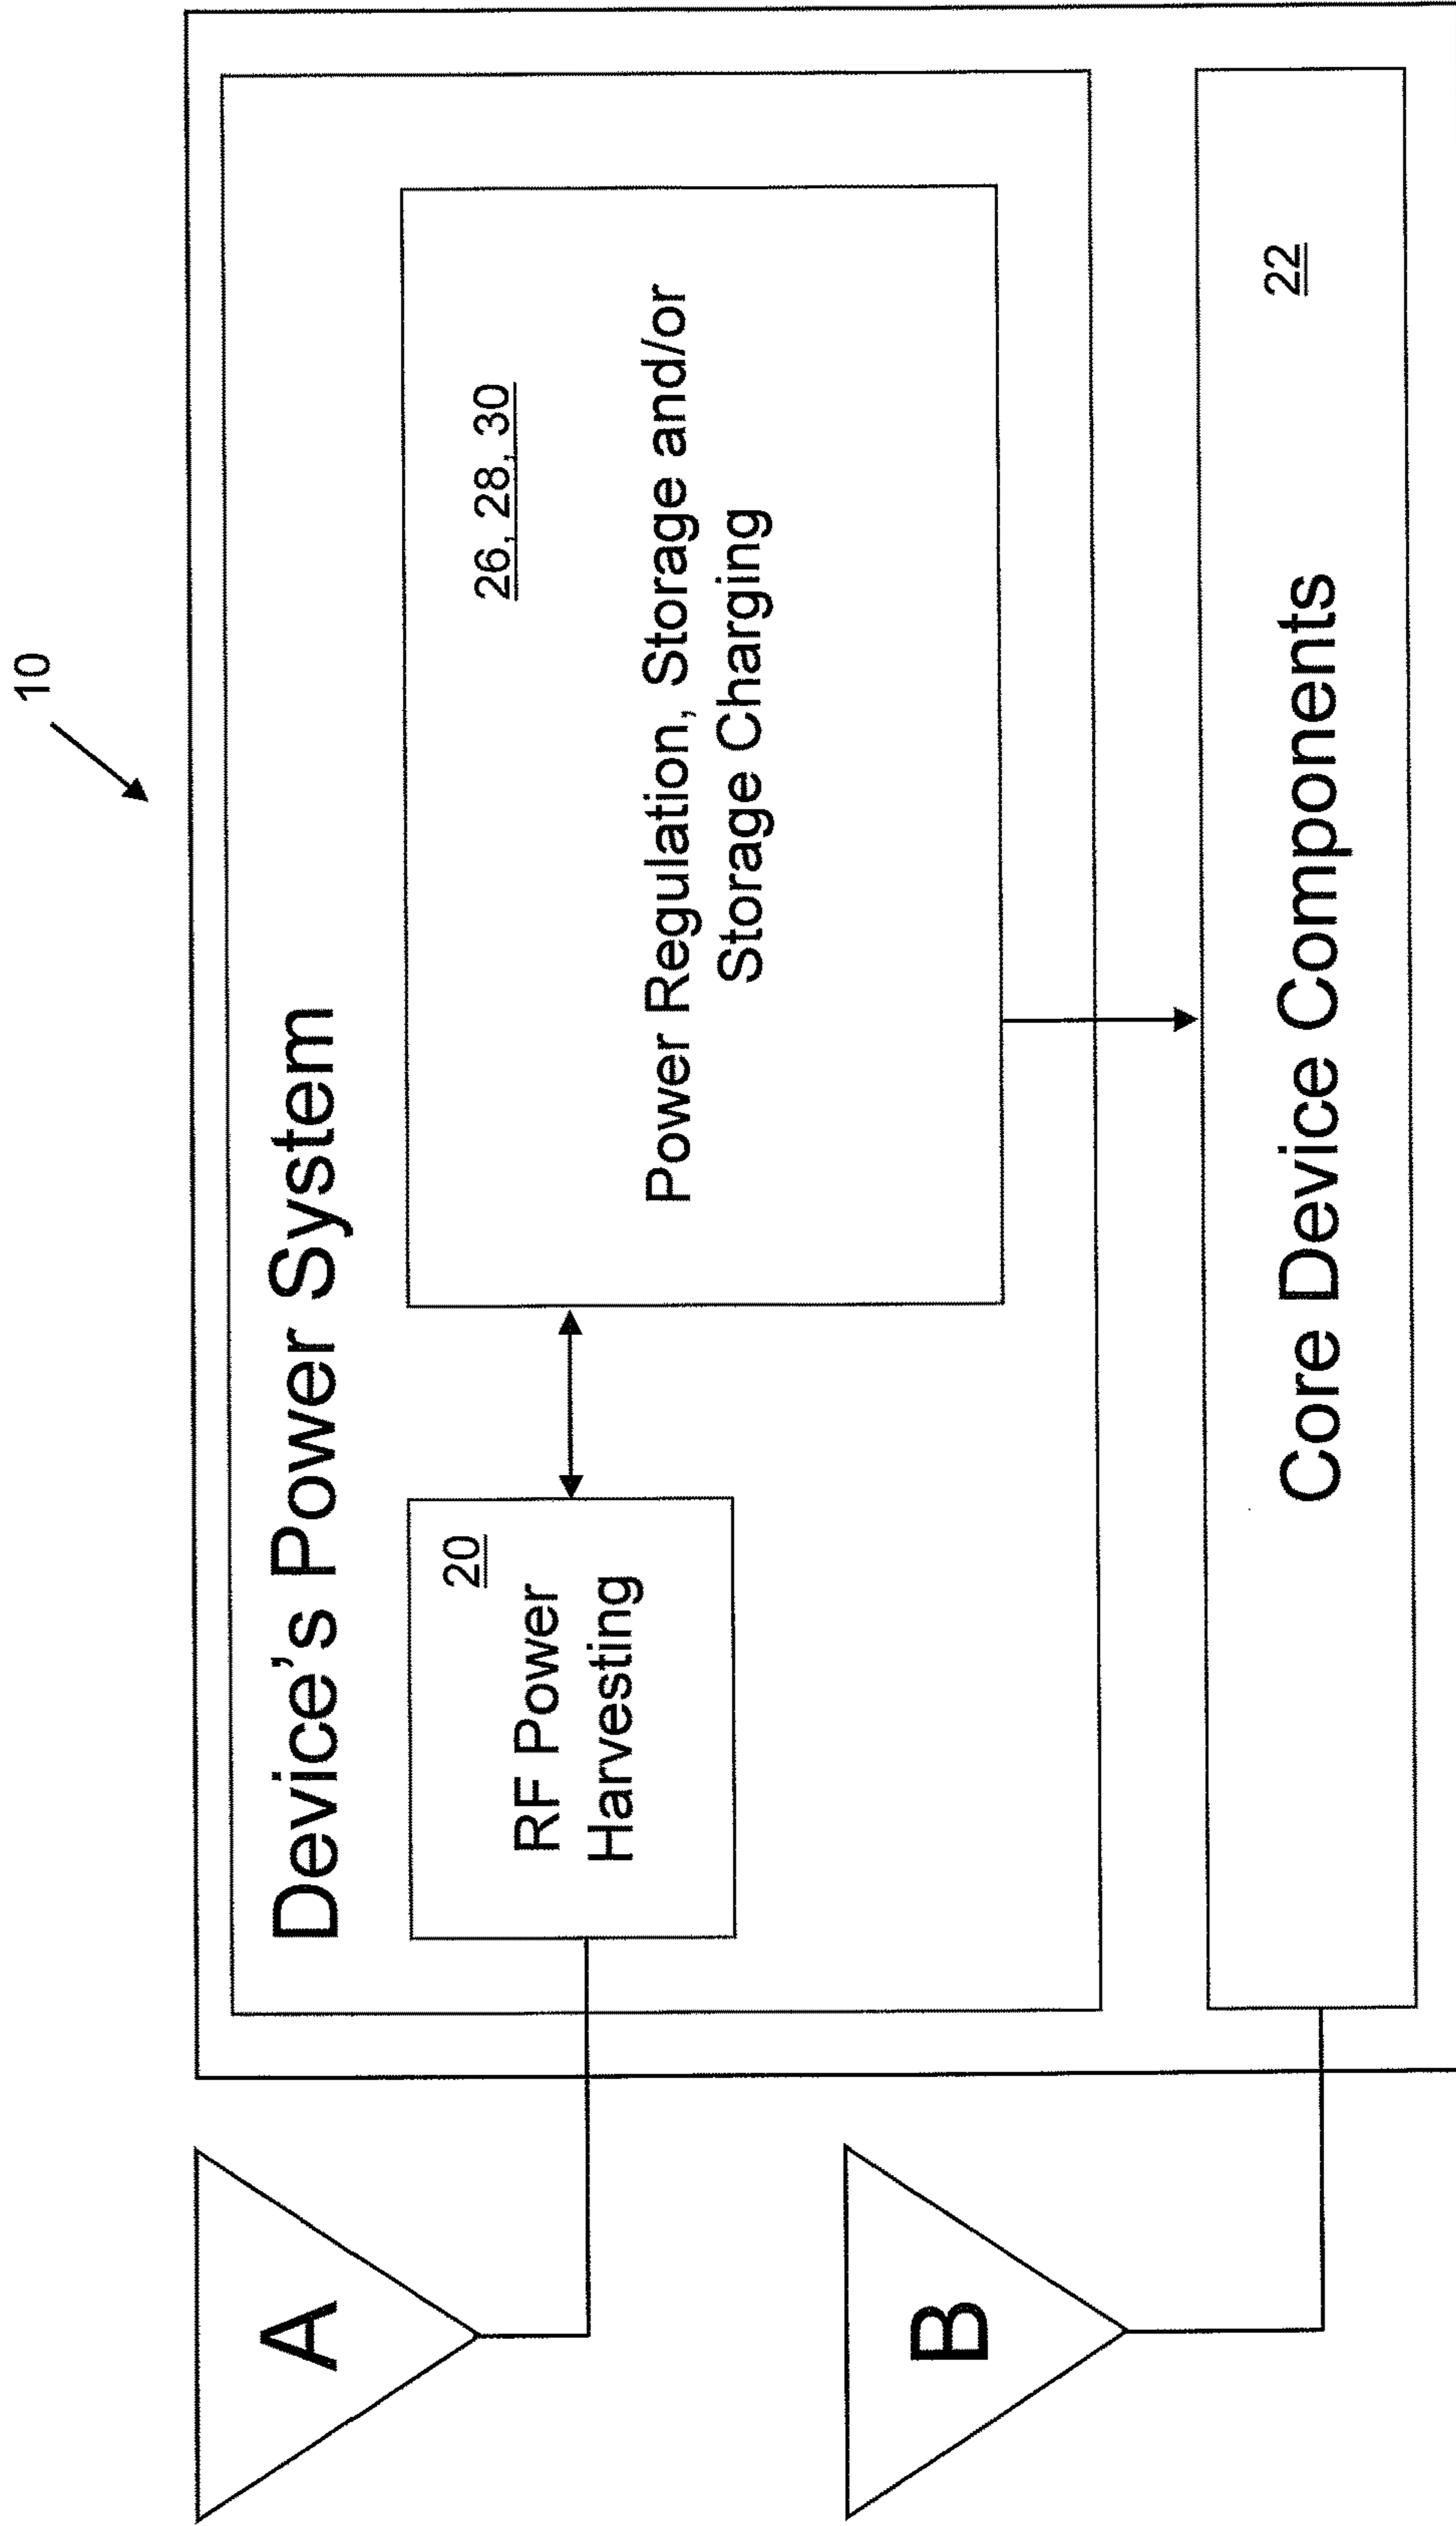 10
Device's Power System
A
20
RF Power
Harvesting
26, 28, 30
Power Regulation, Storage and/or
Storage Charging
B
22
Core Device Components